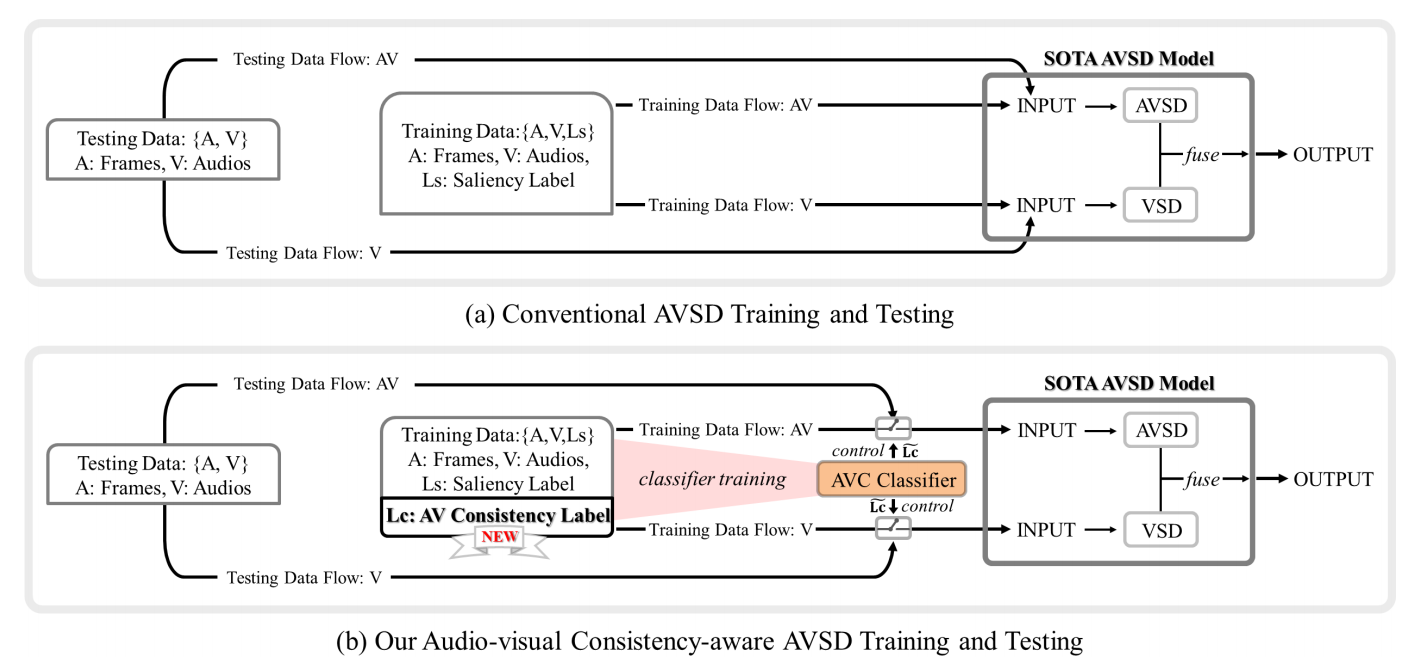 Testing Data Flow: AV
SOTA AVSD Model
Training Data Flow: AV
INPUT
AVSD
Testing Data: {A, V}
A: Frames, V: Audios
Training Data:{A,V,Ls}
A: Frames, V: Audios,
Ls: Saliency Label
fuse
OUTPUT
Training Data Flow: V
INPUT
VSD
Testing Data Flow: V
(a) Conventional AVSD Training and Testing
Testing Data Flow: AV
SOTA AVSD Model
Training Data Flow: AV
INPUT
AVSD
Testing Data: {A, V}
A: Frames, V: Audios
Training Data:{A,V,Ls}
A: Frames, V: Audios,
Ls: Saliency Label
Lc: AV Consistency Label
NEW
classifier training
control L̃c
AVC Classifier
L̃c control
fuse
OUTPUT
Training Data Flow: V
INPUT
VSD
Testing Data Flow: V
(b) Our Audio-visual Consistency-aware AVSD Training and Testing